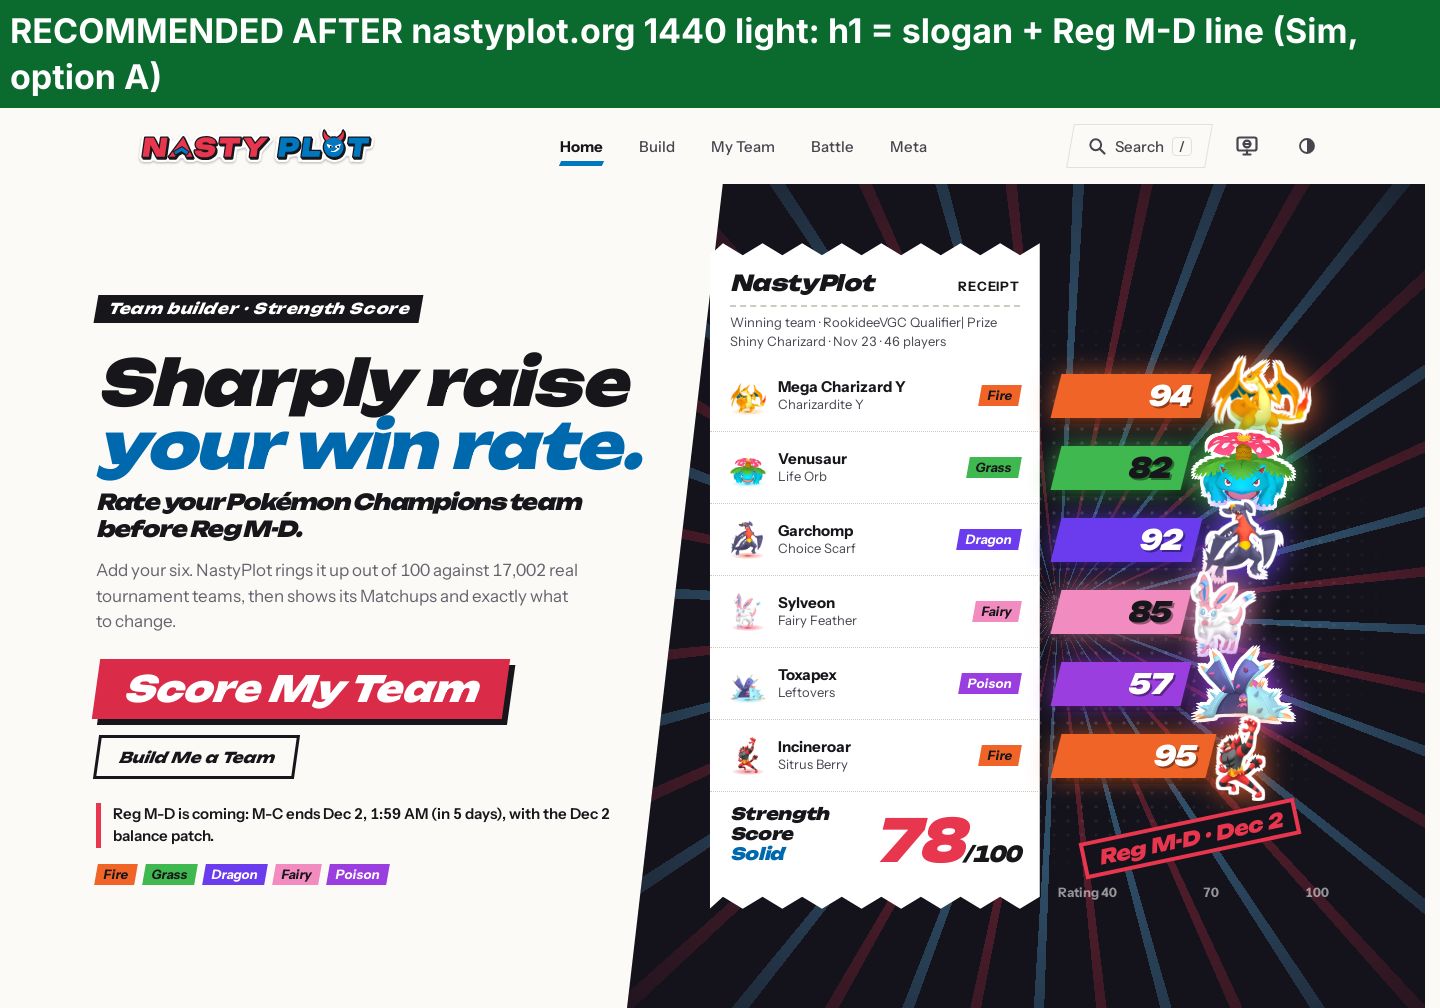 RECOMMENDED AFTER nastyplot.org 1440 light: h1 = slogan + Reg M-D line (Sim,
option A)
NASTY PLOT
Home
Build
My Team
Battle
Meta
Search /
Team builder · Strength Score
Sharply raise
your win rate.
Rate your Pokémon Champions team
before Reg M-D.
Add your six. NastyPlot rings it up out of 100 against 17,002 real
tournament teams, then shows its Matchups and exactly what
to change.
Score My Team
Build Me a Team
Reg M-D is coming: M-C ends Dec 2, 1:59 AM (in 5 days), with the Dec 2
balance patch.
Fire Grass Dragon Fairy Poison
NastyPlot RECEIPT
Winning team · RookideeVGC Qualifier| Prize
Shiny Charizard · Nov 23 · 46 players
Mega Charizard Y
Charizardite Y
Fire
94
Venusaur
Life Orb
Grass
82
Garchomp
Choice Scarf
Dragon
92
Sylveon
Fairy Feather
Fairy
85
Toxapex
Leftovers
Poison
57
Incineroar
Sitrus Berry
Fire
95
Strength
Score
Solid
78/100
Reg M-D · Dec 2
Rating 40 70 100